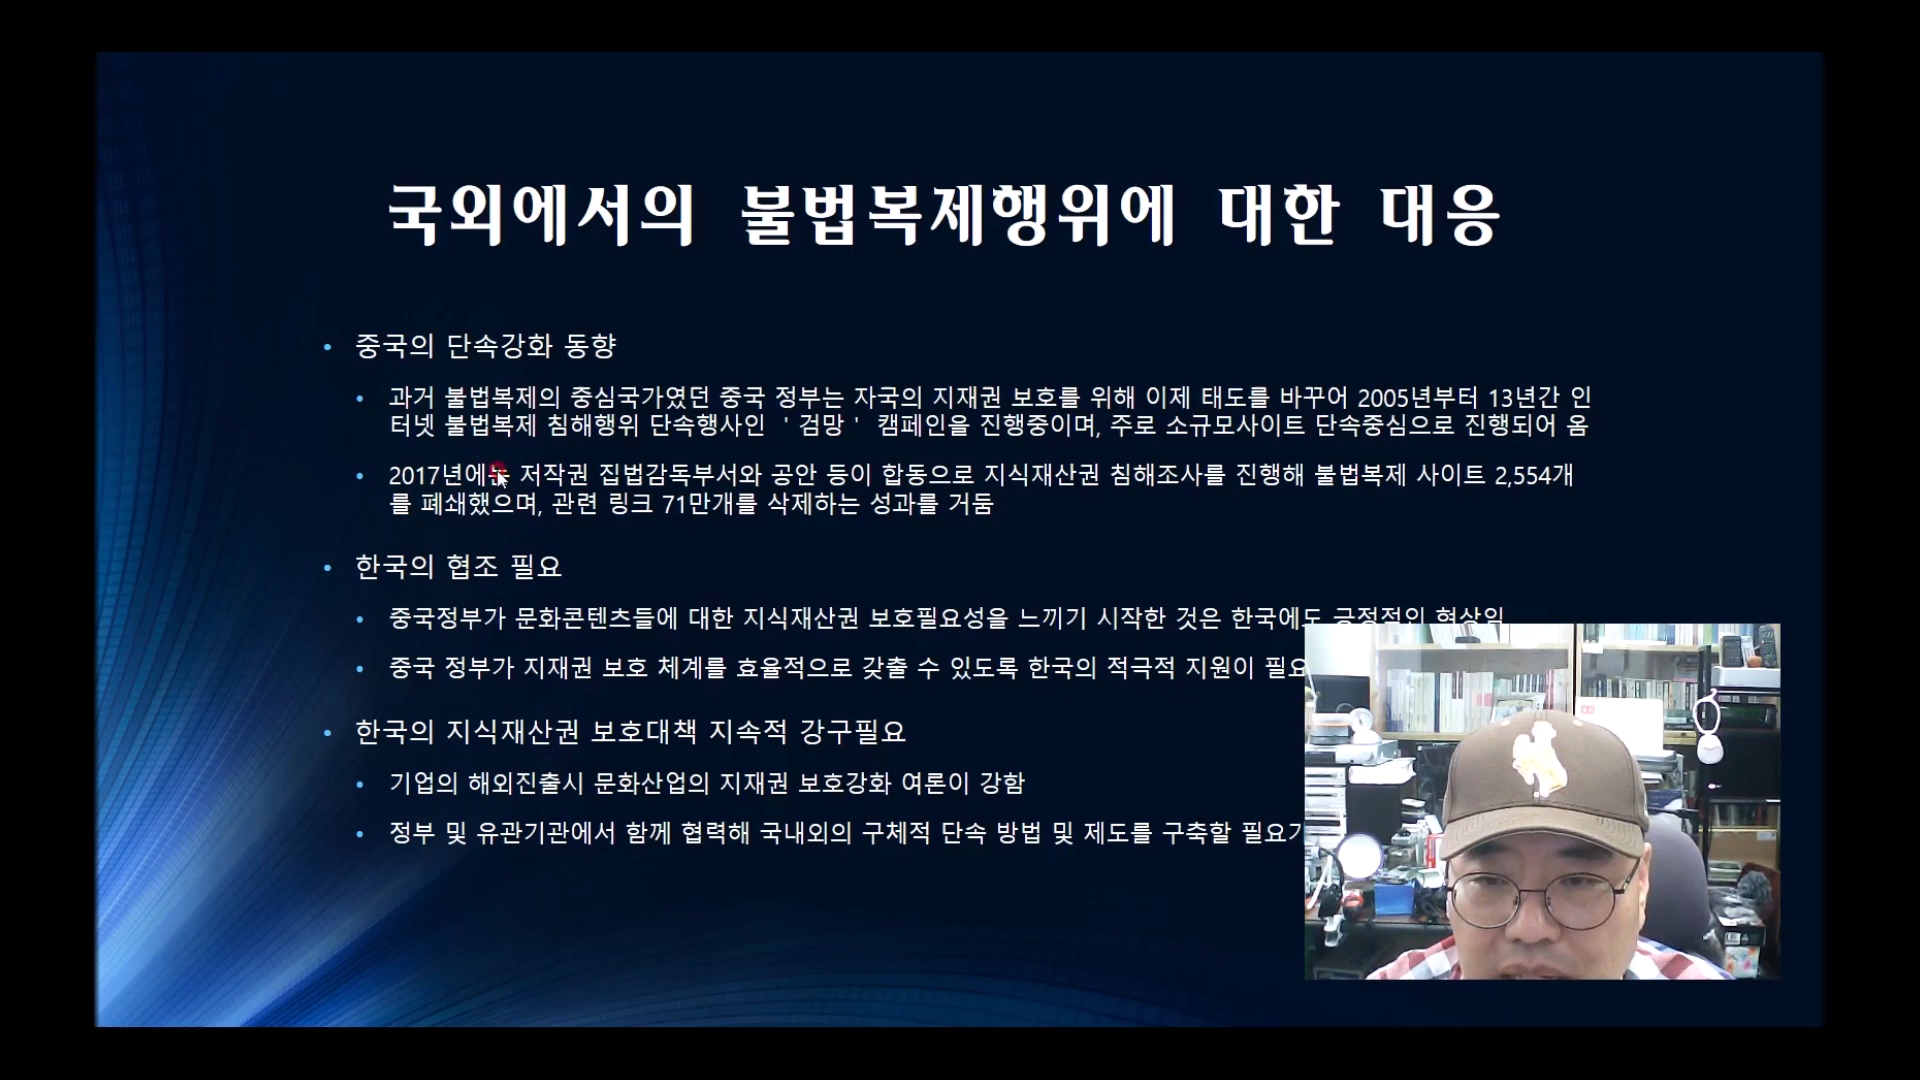 국외에서의 불법복제행위에 대한 대응
중국의 단속강화 동향
과거 불법복제의 중심국가였던 중국 정부는 자국의 지재권 보호를 위해 이제 태도를 바꾸어 2005년부터 13년간 인
터넷 불법복제 침해행위 단속행사인 ＇검망＇ 캠페인을 진행중이며, 주로 소규모사이트 단속중심으로 진행되어 옴
2017년에는 저작권 집법감독부서와 공안 등이 합동으로 지식재산권 침해조사를 진행해 불법복제 사이트 2,554개
를 폐쇄했으며, 관련 링크 71만개를 삭제하는 성과를 거둠
한국의 협조 필요
중국정부가 문화콘텐츠들에 대한 지식재산권 보호필요성을 느끼기 시작한 것은 한국에도 긍정적인 현상임
중국 정부가 지재권 보호 체계를 효율적으로 갖출 수 있도록 한국의 적극적 지원이 필요
한국의 지식재산권 보호대책 지속적 강구필요
기업의 해외진출시 문화산업의 지재권 보호강화 여론이 강함
정부 및 유관기관에서 함께 협력해 국내외의 구체적 단속 방법 및 제도를 구축할